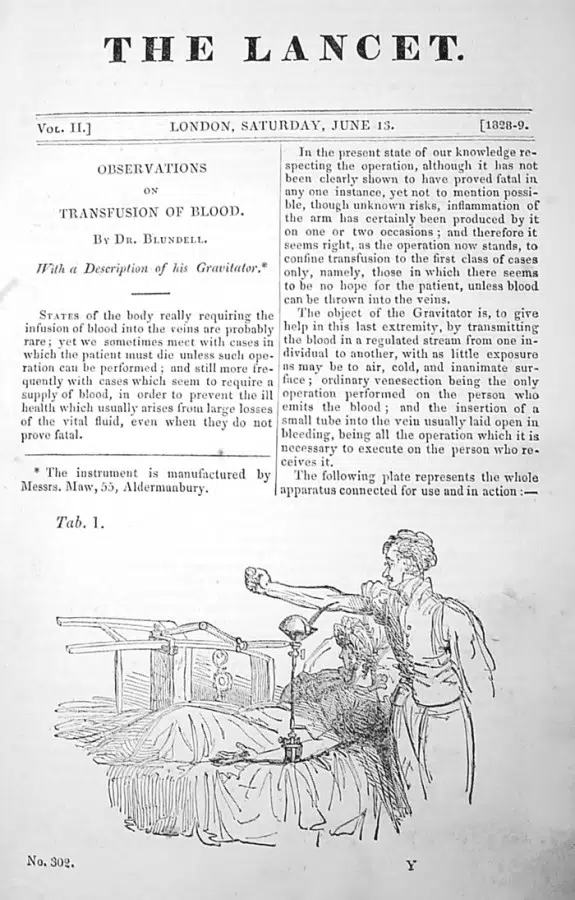 THE LANCET.
VOL. II.]
LONDON, SATURDAY, JUNE 13.
[1828-9.
OBSERVATIONS
ON
TRANSFUSION OF BLOOD.
BY DR. BLUNDELL.
With a Description of his Gravitator.*
STATES of the body really requiring the
infusion of blood into the veins are probably
rare; yet we sometimes meet with cases in
which the patient must die unless such ope-
ration can be performed; and still more fre-
quently with cases which seem to require a
supply of blood, in order to prevent the ill
health which usually arises from large losses
of the vital fluid, even when they do not
prove fatal.
* The instrument is manufactured by
Messrs. Maw, 55, Aldermanbury.
In the present state of our knowledge re-
specting the operation, although it has not
been clearly shown to have proved fatal in
any one instance, yet not to mention possi-
ble, though unknown risks, inflammation of
the arm has certainly been produced by it
on one or two occasions; and therefore it
seems right, as the operation now stands, to
confine transfusion to the first class of cases
only, namely, those in which there seems
to be no hope for the patient, unless blood
can be thrown into the veins.
The object of the Gravitator is, to give
help in this last extremity, by transmitting
the blood in a regulated stream from one in-
dividual to another, with as little exposure
as may be to air, cold, and inanimate sur-
face; ordinary venesection being the only
operation performed on the person who
emits the blood; and the insertion of a
small tube into the vein usually laid open in
bleeding, being all the operation which it is
necessary to execute on the person who re-
ceives it.
The following plate represents the whole
apparatus connected for use and in action:—
Tab. 1.
No. 302.
Y